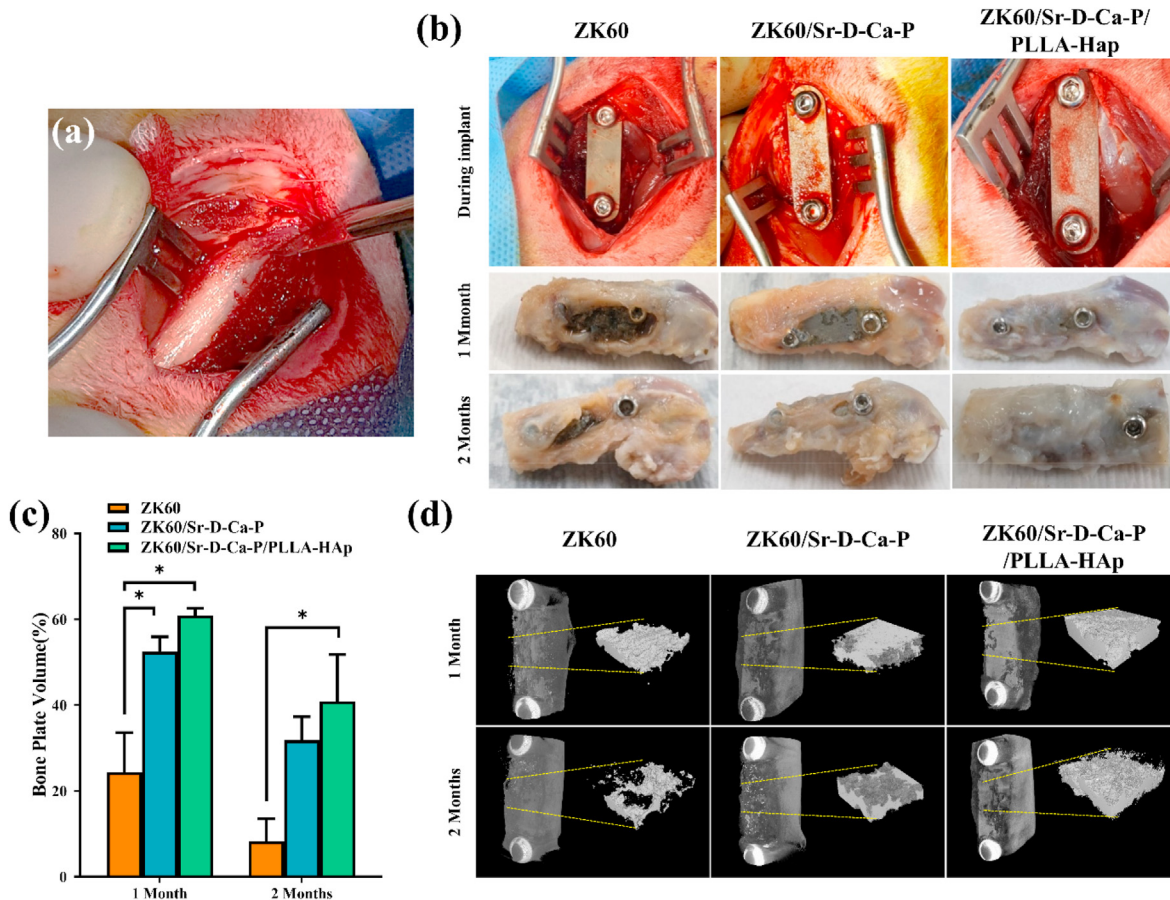 (a)
(b)
ZK60
ZK60/Sr-D-Ca-P
ZK60/Sr-D-Ca-P/
PLLA-Hap
During implant
1 Mmonth
2 Months
(c)
ZK60
ZK60/Sr-D-Ca-P
ZK60/Sr-D-Ca-P/PLLA-HAp
Bone Plate Volume(%)
80
60
40
20
0
*
*
*
1 Month
2 Months
(d)
ZK60
ZK60/Sr-D-Ca-P
ZK60/Sr-D-Ca-P
/PLLA-HAp
1 Month
2 Months